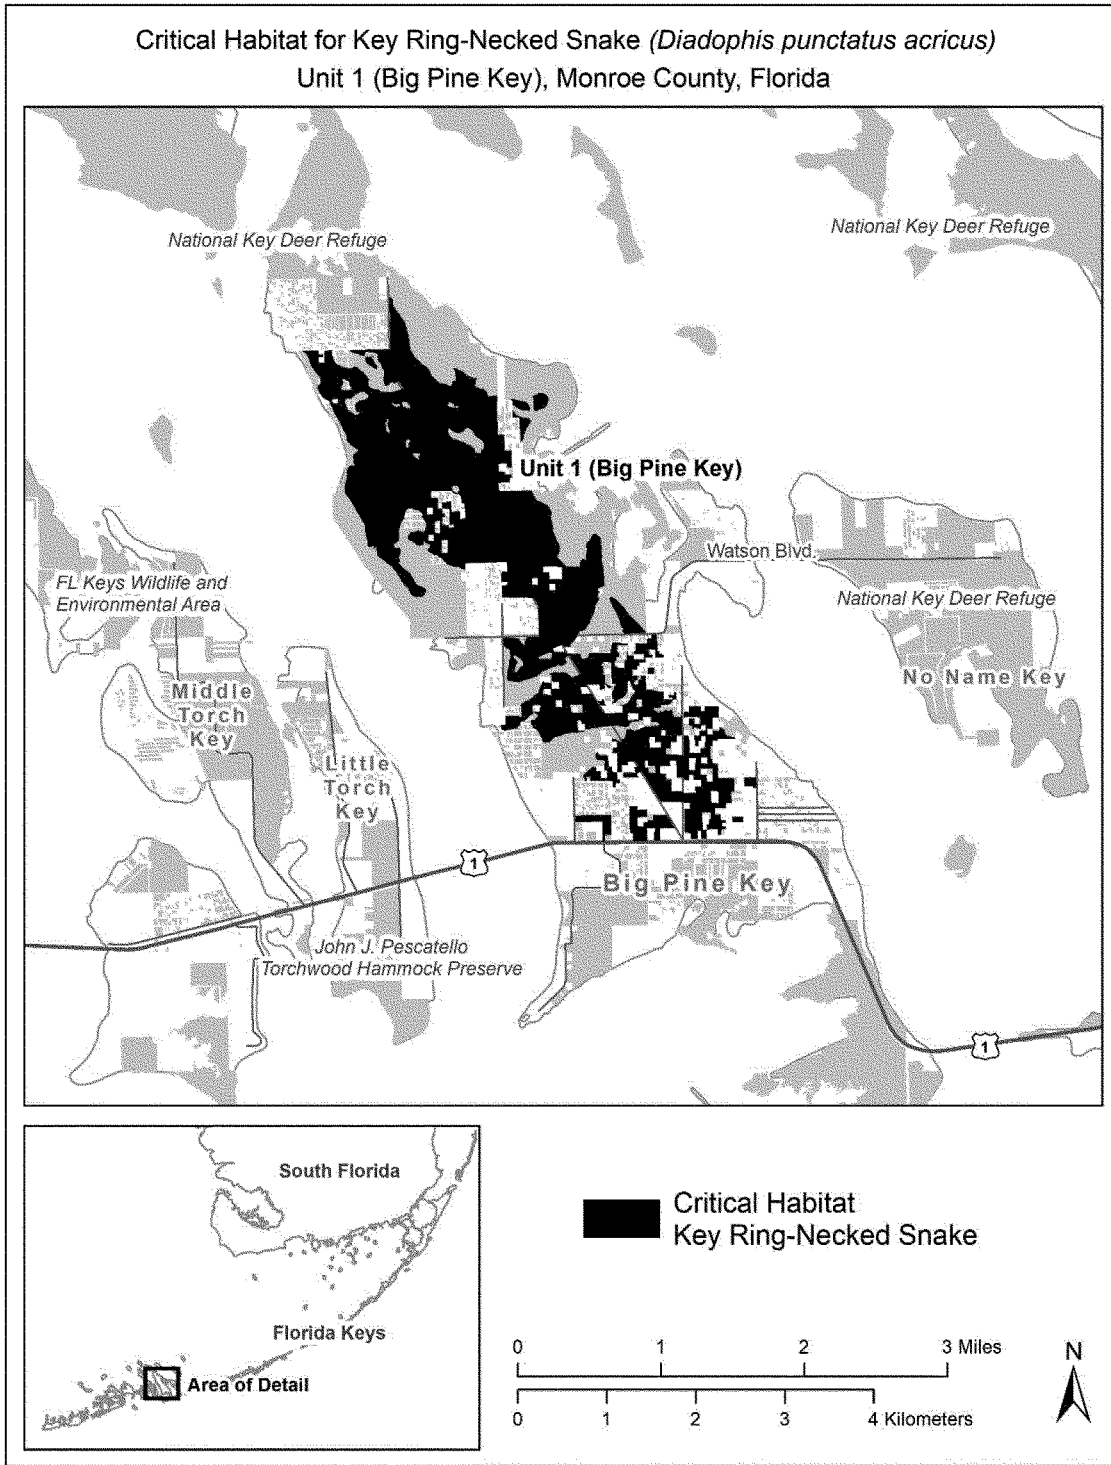 Critical Habitat for Key Ring-Necked Snake (Diadophis punctatus acricus)
Unit 1 (Big Pine Key), Monroe County, Florida
National Key Deer Refuge
National Key Deer Refuge
Unit 1 (Big Pine Key)
Watson Blvd.
FL Keys Wildlife and
Environmental Area
National Key Deer Refuge
No Name Key
Middle
Torch
Key
Little
Torch
Key
1
Big Pine Key
John J. Pescatello
Torchwood Hammock Preserve
1
South Florida
Florida Keys
Area of Detail
Critical Habitat
Key Ring-Necked Snake
0 1 2 3 Miles
0 1 2 3 4 Kilometers
N